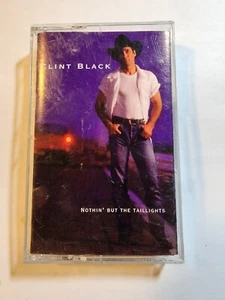 CLINT BLACK
NOTHIN' BUT THE TAILLIGHTS